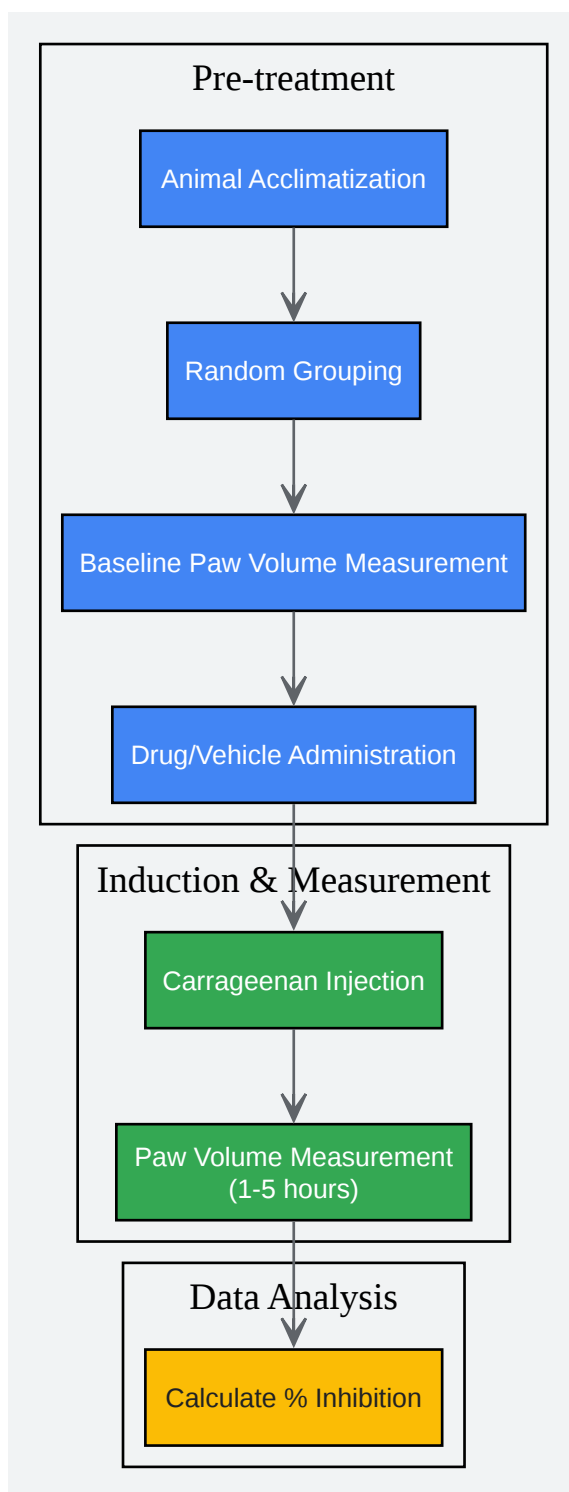 Pre-treatment
Animal Acclimatization
Random Grouping
Baseline Paw Volume Measurement
Drug/Vehicle Administration
Induction & Measurement
Carrageenan Injection
Paw Volume Measurement
(1-5 hours)
Data Analysis
Calculate % Inhibition